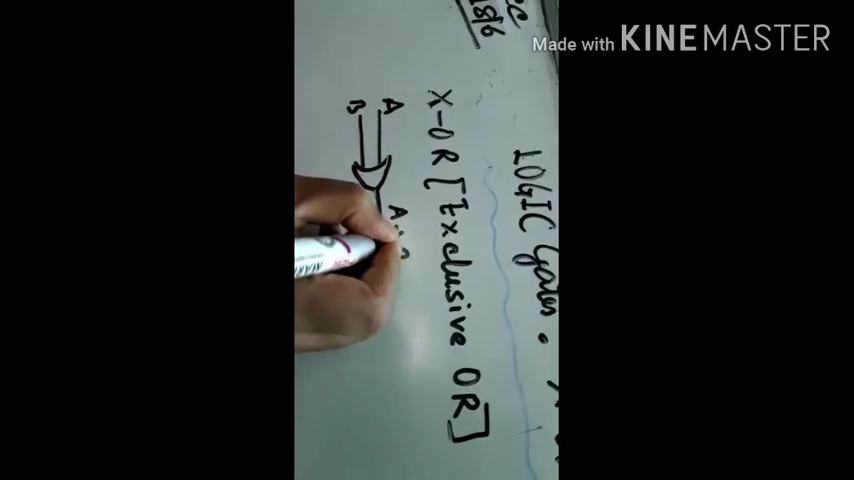 Made with KINEMASTER
LOGIC Gates.
X-OR [Exclusive OR]
A
B
A